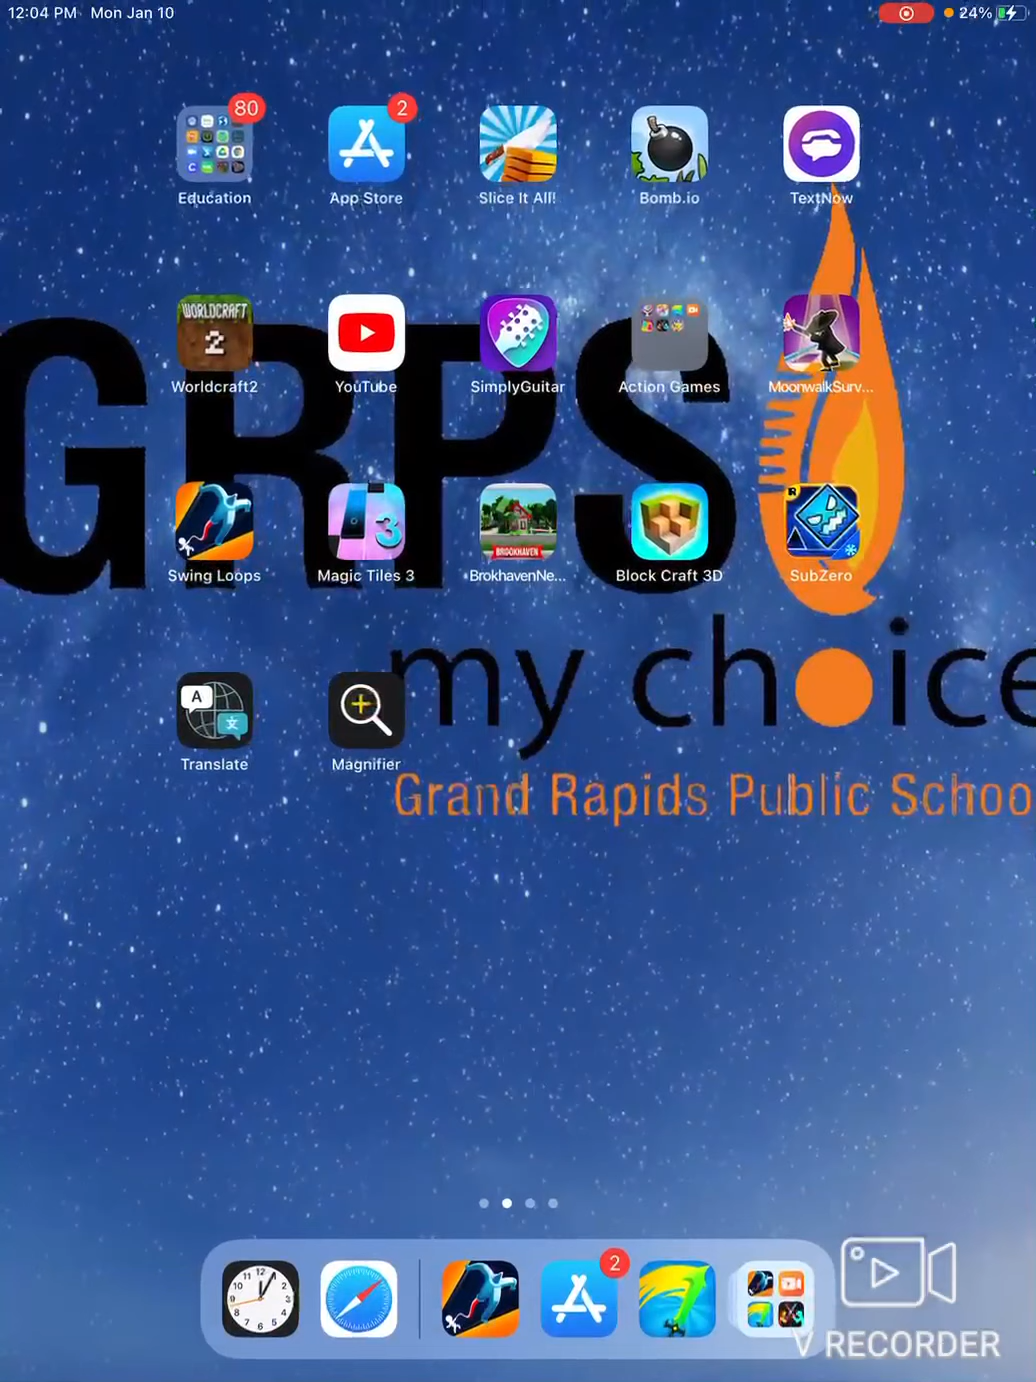 12:04 PM Mon Jan 10
24%
80
2
Education
App Store
Slice It All!
Bomb.io
TextNow
WORLDCRAFT
2
Worldcraft2
YouTube
SimplyGuitar
Action Games
MoonwalkSurv...
GRPS
3
BROOKHAVEN
Swing Loops
Magic Tiles 3
BrokhavenNe...
Block Craft 3D
SubZero
my choice
A
文
Translate
Magnifier
Grand Rapids Public Schoo
2
V RECORDER